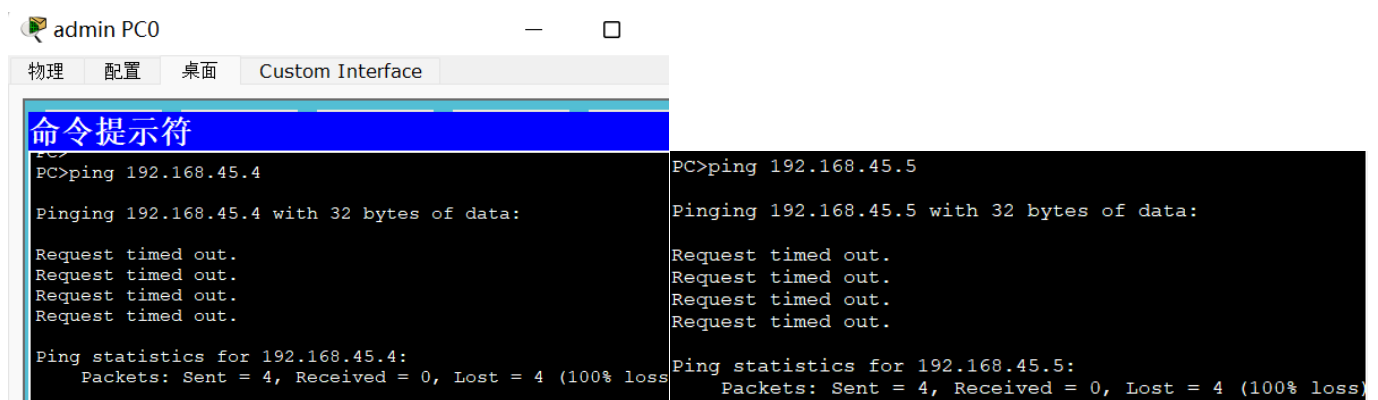 admin PC0
物理 配置 桌面 Custom Interface
命令提示符
PC>
PC>ping 192.168.45.4
Pinging 192.168.45.4 with 32 bytes of data:
Request timed out.
Request timed out.
Request timed out.
Request timed out.
Ping statistics for 192.168.45.4:
Packets: Sent = 4, Received = 0, Lost = 4 (100% loss
PC>ping 192.168.45.5
Pinging 192.168.45.5 with 32 bytes of data:
Request timed out.
Request timed out.
Request timed out.
Request timed out.
Ping statistics for 192.168.45.5:
Packets: Sent = 4, Received = 0, Lost = 4 (100% loss)